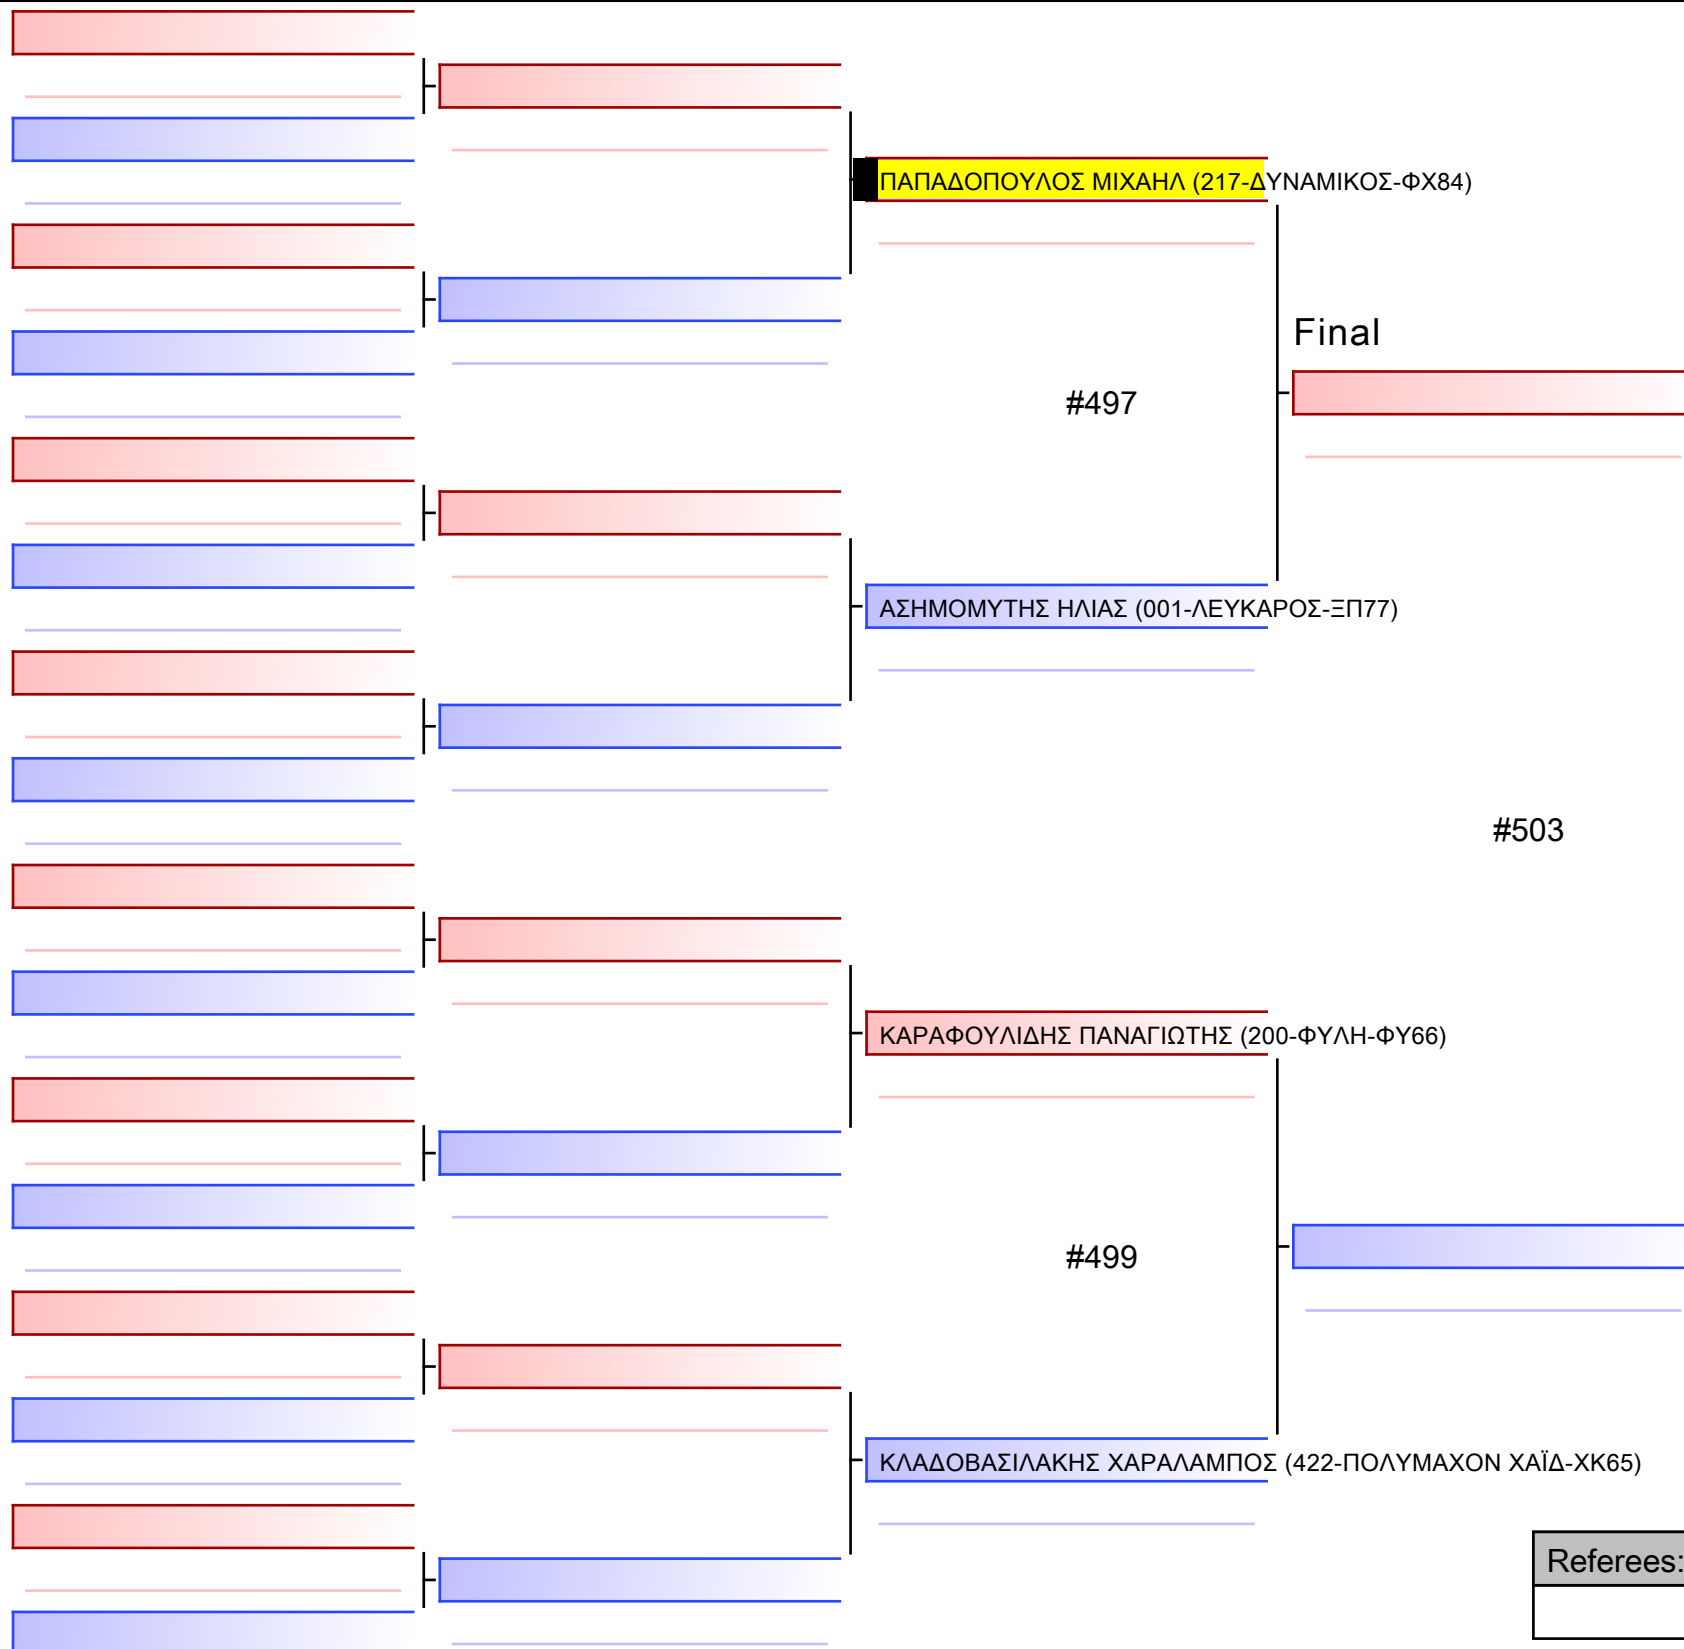 ΠΑΠΑΔΟΠΟΥΛΟΣ ΜΙΧΑΗΛ (217-ΔΥΝΑΜΙΚΟΣ-ΦΧ84)
Final
#497
ΑΣΗΜΟΜΥΤΗΣ ΗΛΙΑΣ (001-ΛΕΥΚΑΡΟΣ-ΞΠ77)
#503
ΚΑΡΑΦΟΥΛΙΔΗΣ ΠΑΝΑΓΙΩΤΗΣ (200-ΦΥΛΗ-ΦΥ66)
#499
ΚΛΑΔΟΒΑΣΙΛΑΚΗΣ ΧΑΡΑΛΑΜΠΟΣ (422-ΠΟΛΥΜΑΧΟΝ ΧΑΪΔ-ΧΚ65)
Referees: